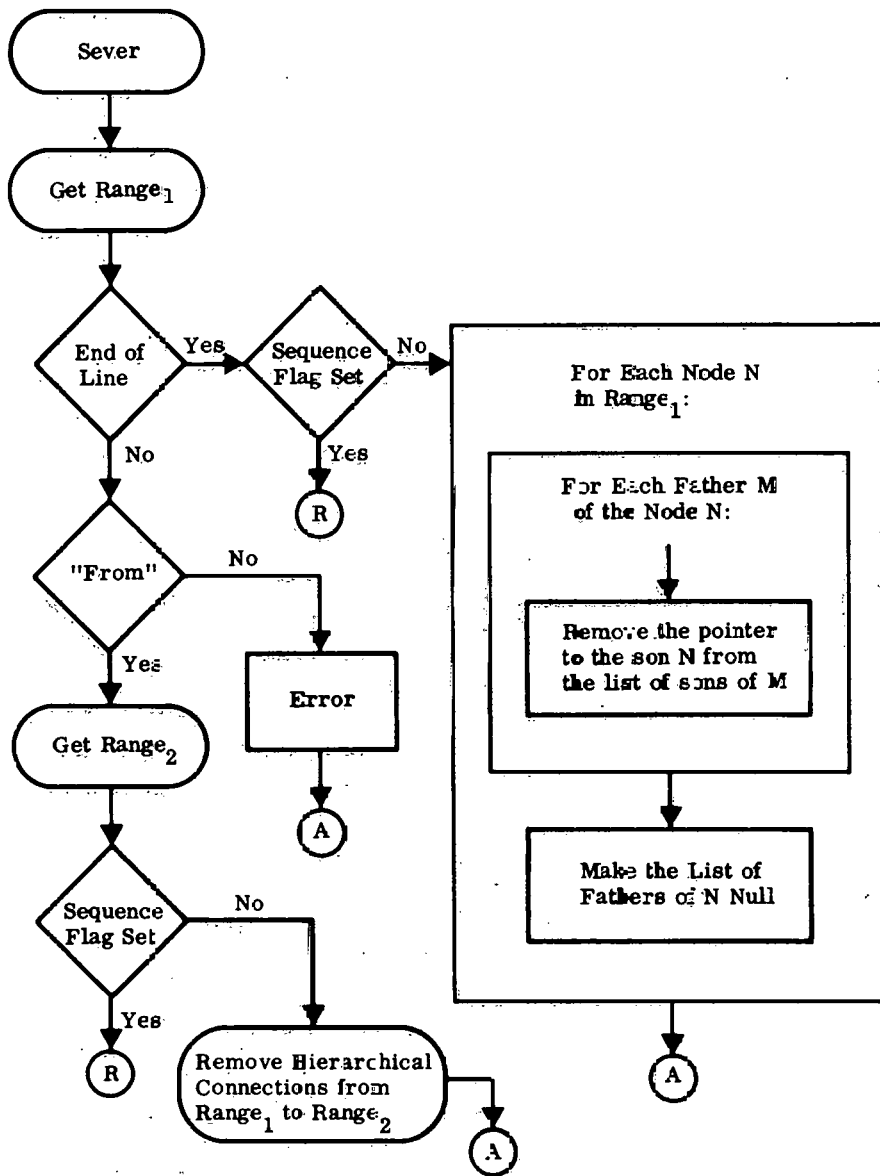 Sever
Get Range1
End of
Line
Yes
Sequence
Flag Set
No
For Each Node N
in Range1:
No
Yes
R
For Each Father M
of the Node N:
"From"
No
Remove the pointer
to the son N from
the list of sons of M
Yes
Error
Get Range2
A
Make the List of
Fathers of N Null
Sequence
Flag Set
No
Yes
R
Remove Hierarchical
Connections from
Range1 to Range2
A
A